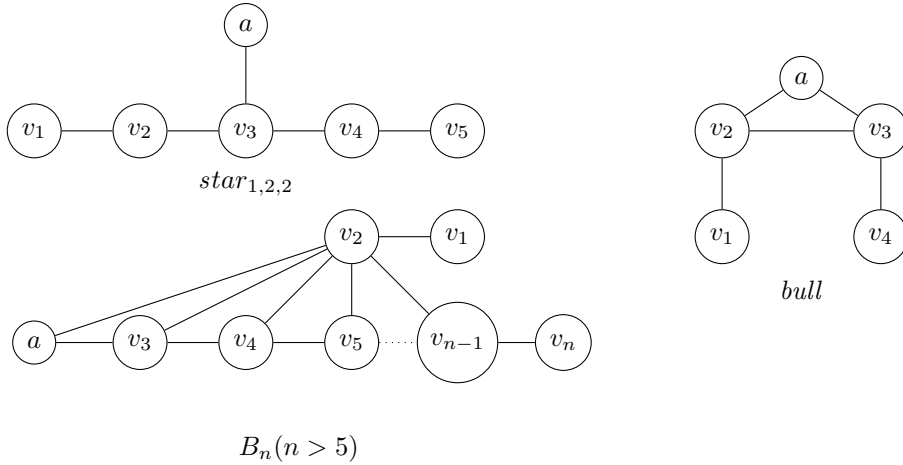 a
v₁ v₂ v₃ v₄ v₅
star₁,₂,₂
a
v₂ v₃
v₁ v₄
bull
v₂ v₁
a v₃ v₄ v₅ vₙ₋₁ vₙ
Bₙ(n > 5)